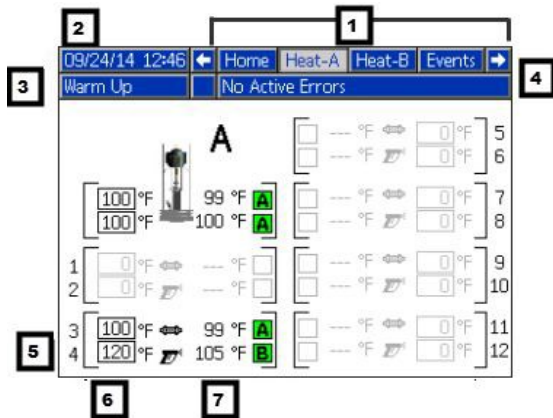 1
2
09/24/14 12:46 Home Heat-A Heat-B Events
3 Warm Up No Active Errors 4
A
--- °F 0 °F 5
--- °F 0 °F 6
100 °F 99 °F A --- °F 0 °F 7
100 °F 100 °F A --- °F 0 °F 8
1 0 °F --- °F --- °F 0 °F 9
2 0 °F --- °F --- °F 0 °F 10
3 100 °F 99 °F A --- °F 0 °F 11
5 4 120 °F 105 °F B --- °F 0 °F 12
6 7